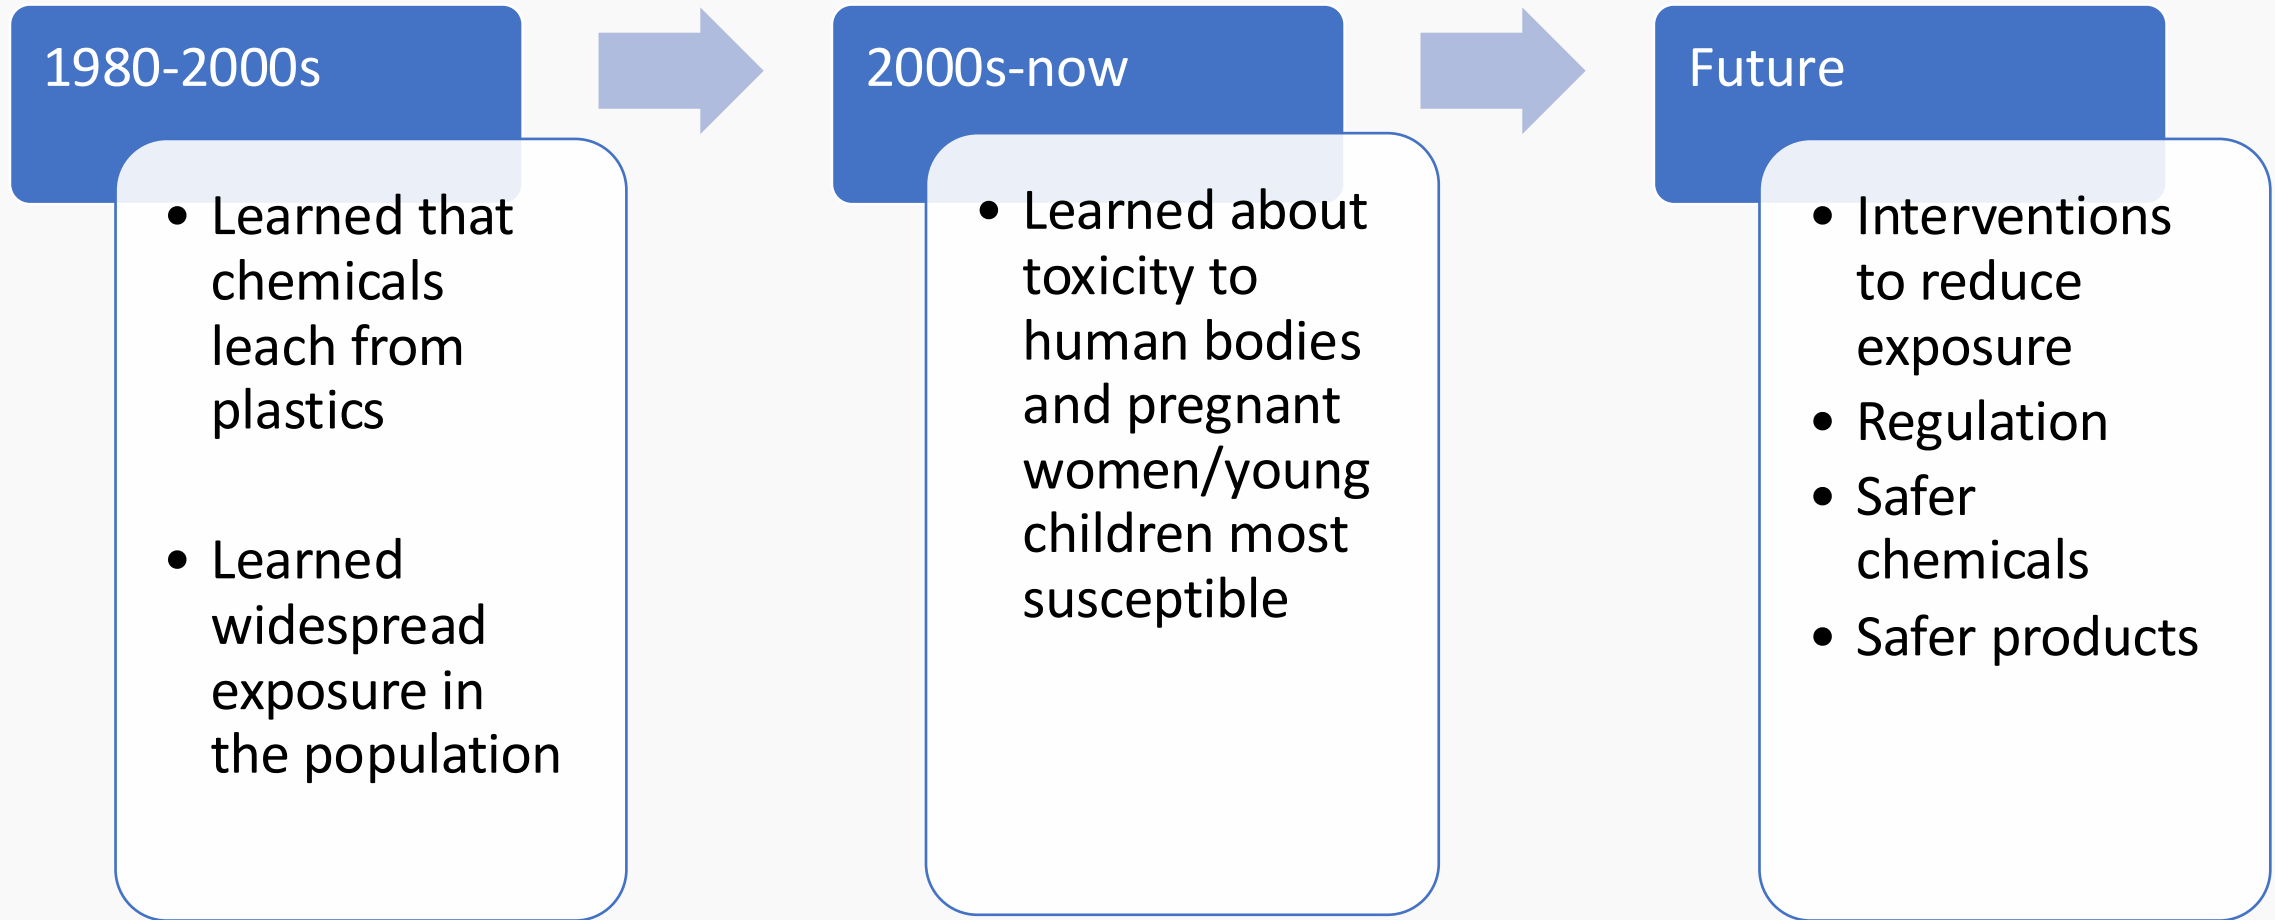 1980-2000s
• Learned that
chemicals
leach from
plastics
• Learned
widespread
exposure in
the population
2000s-now
• Learned about
toxicity to
human bodies
and pregnant
women/young
children most
susceptible
Future
• Interventions
to reduce
exposure
• Regulation
• Safer
chemicals
• Safer products